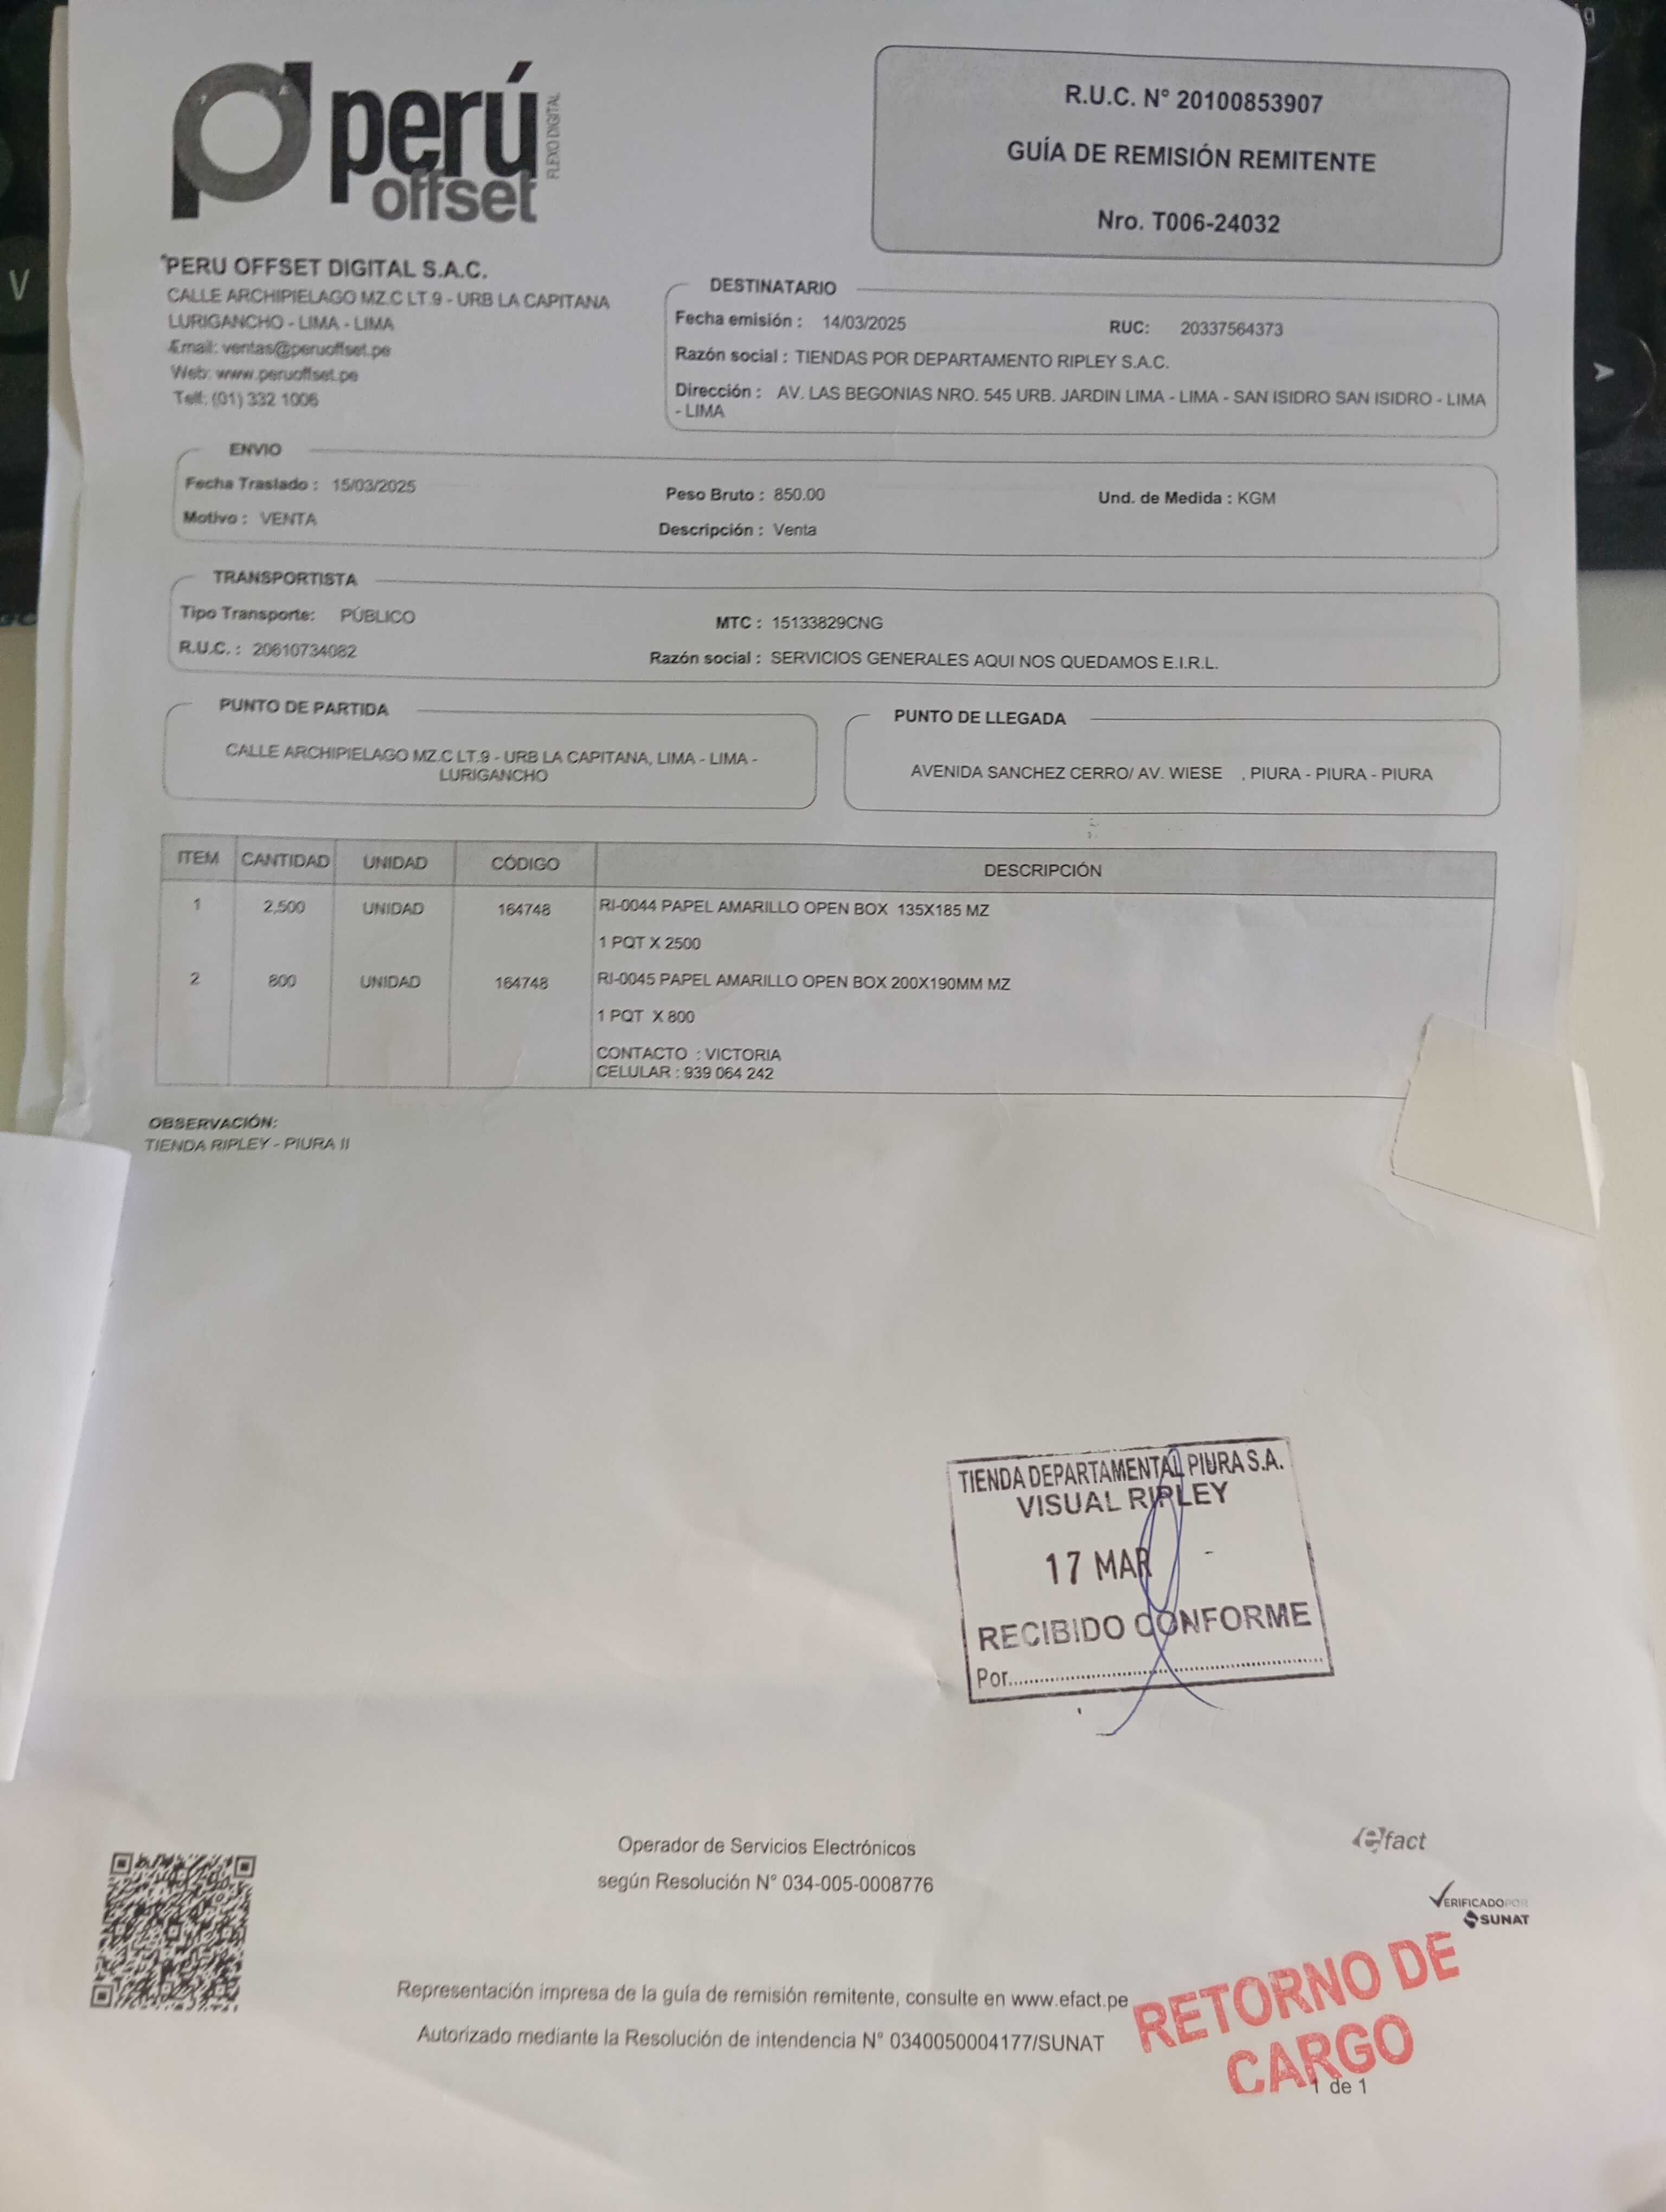 perú
offset
FLEXO DIGITAL
R.U.C. N° 20100853907
GUÍA DE REMISIÓN REMITENTE
Nro. T006-24032
PERU OFFSET DIGITAL S.A.C.
CALLE ARCHIPIELAGO MZ.C LT.9 - URB LA CAPITANA
LURIGANCHO - LIMA - LIMA
Email: ventas@peruoffset.pe
Web: www.peruoffset.pe
Telf: (01) 332 1006
DESTINATARIO
Fecha emisión : 14/03/2025 RUC: 20337564373
Razón social : TIENDAS POR DEPARTAMENTO RIPLEY S.A.C.
Dirección : AV. LAS BEGONIAS NRO. 545 URB. JARDIN LIMA - LIMA - SAN ISIDRO SAN ISIDRO - LIMA
- LIMA
ENVIO
Fecha Traslado : 15/03/2025 Peso Bruto : 850.00 Und. de Medida : KGM
Motivo : VENTA Descripción : Venta
TRANSPORTISTA
Tipo Transporte: PÚBLICO MTC : 15133829CNG
R.U.C. : 20610734082 Razón social : SERVICIOS GENERALES AQUI NOS QUEDAMOS E.I.R.L.
PUNTO DE PARTIDA
CALLE ARCHIPIELAGO MZ.C LT.9 - URB LA CAPITANA, LIMA - LIMA -
LURIGANCHO
PUNTO DE LLEGADA
AVENIDA SANCHEZ CERRO/ AV. WIESE , PIURA - PIURA - PIURA
ITEM CANTIDAD UNIDAD CÓDIGO DESCRIPCIÓN
1 2,500 UNIDAD 164748 RI-0044 PAPEL AMARILLO OPEN BOX 135X185 MZ
1 PQT X 2500
2 800 UNIDAD 164748 RI-0045 PAPEL AMARILLO OPEN BOX 200X190MM MZ
1 PQT X 800
CONTACTO : VICTORIA
CELULAR : 939 064 242
OBSERVACIÓN:
TIENDA RIPLEY - PIURA II
TIENDA DEPARTAMENTAL PIURA S.A.
VISUAL RIPLEY
17 MAR -
RECIBIDO CONFORME
Por..........
Operador de Servicios Electrónicos
según Resolución N° 034-005-0008776
efact
VERIFICADO POR
SUNAT
Representación impresa de la guía de remisión remitente, consulte en www.efact.pe
Autorizado mediante la Resolución de intendencia N° 0340050004177/SUNAT
RETORNO DE
CARGO
1 de 1
V